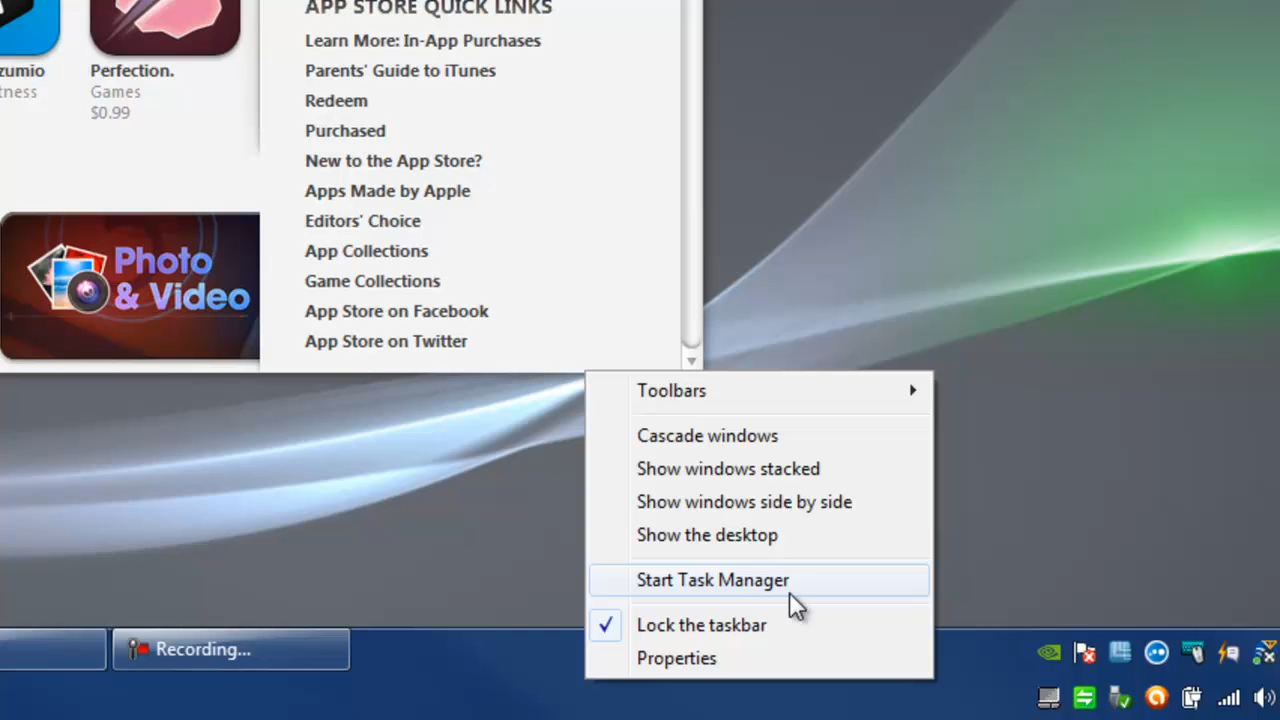 APP STORE QUICK LINKS
Learn More: In-App Purchases
Parents' Guide to iTunes
Redeem
Purchased
New to the App Store?
Apps Made by Apple
Editors' Choice
App Collections
Game Collections
App Store on Facebook
App Store on Twitter
zumio
tness
Perfection.
Games
$0.99
Photo
& Video
Toolbars
Cascade windows
Show windows stacked
Show windows side by side
Show the desktop
Start Task Manager
Lock the taskbar
Properties
Recording...